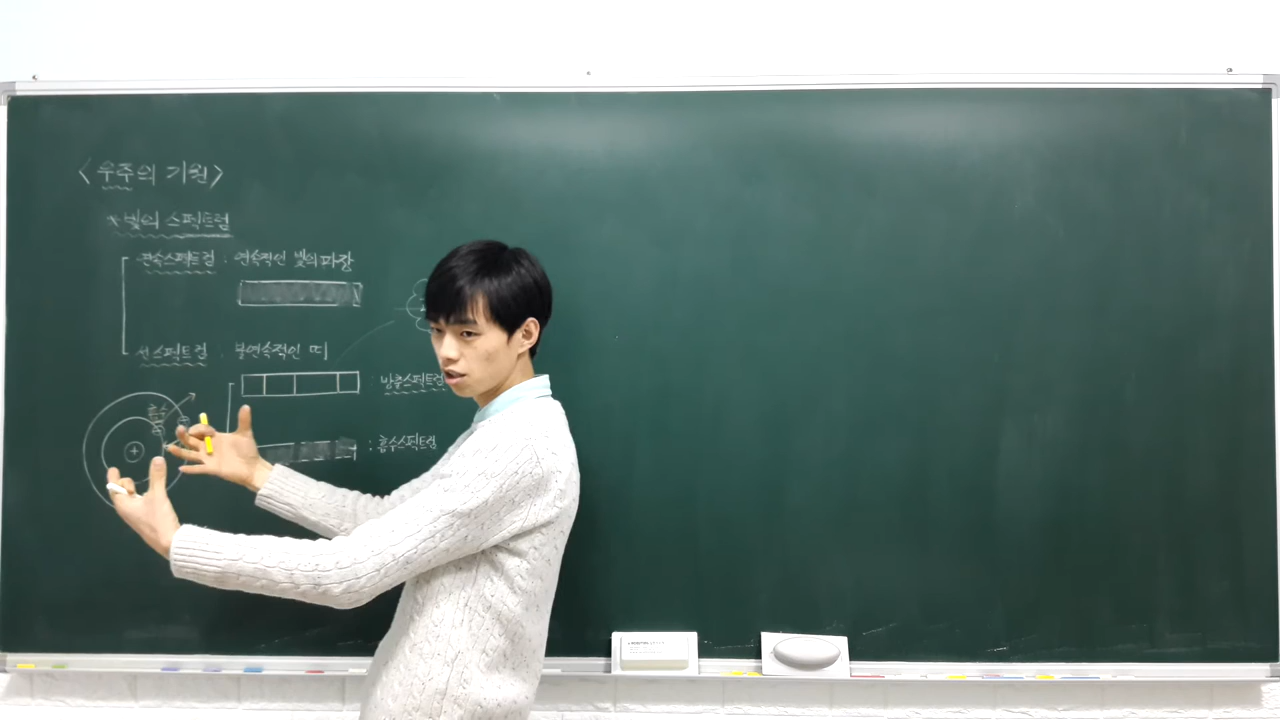 <우주의 기원>
* 빛의 스펙트럼
연속스펙트럼 : 연속적인 빛의 파장
선스펙트럼 : 불연속적인 띠
: 방출스펙트럼
흡수
+
: 흡수스펙트럼